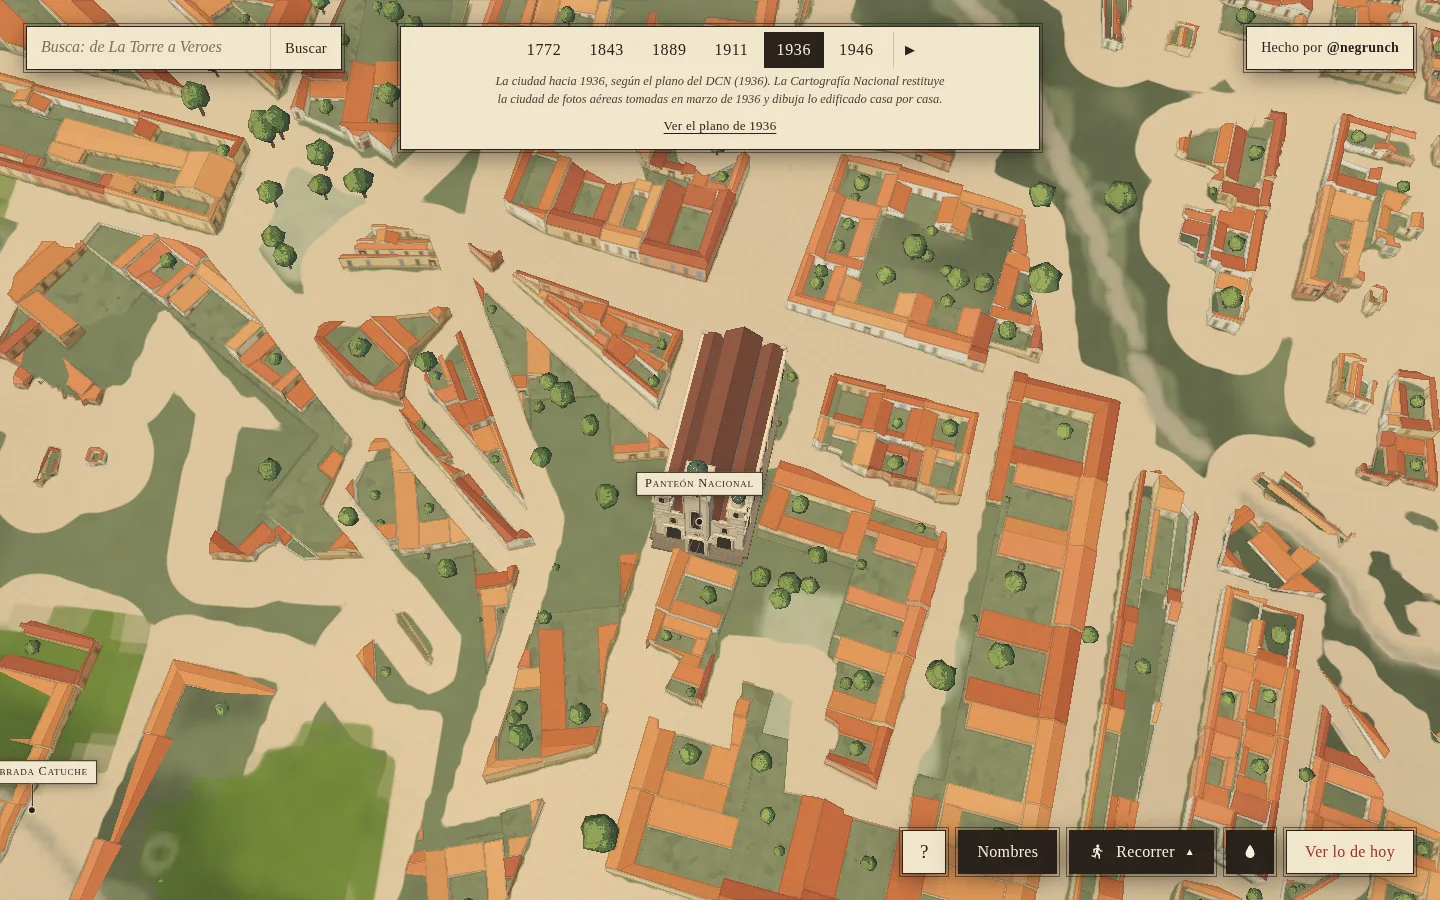 Busca: de La Torre a Veroes
Buscar
1772 1843 1889 1911 1936 1946 ▶
La ciudad hacia 1936, según el plano del DCN (1936). La Cartografía Nacional restituye
la ciudad de fotos aéreas tomadas en marzo de 1936 y dibuja lo edificado casa por casa.
Ver el plano de 1936
Hecho por @negrunch
Panteón Nacional
brada Catuche
?
Nombres
Recorrer ▲
Ver lo de hoy